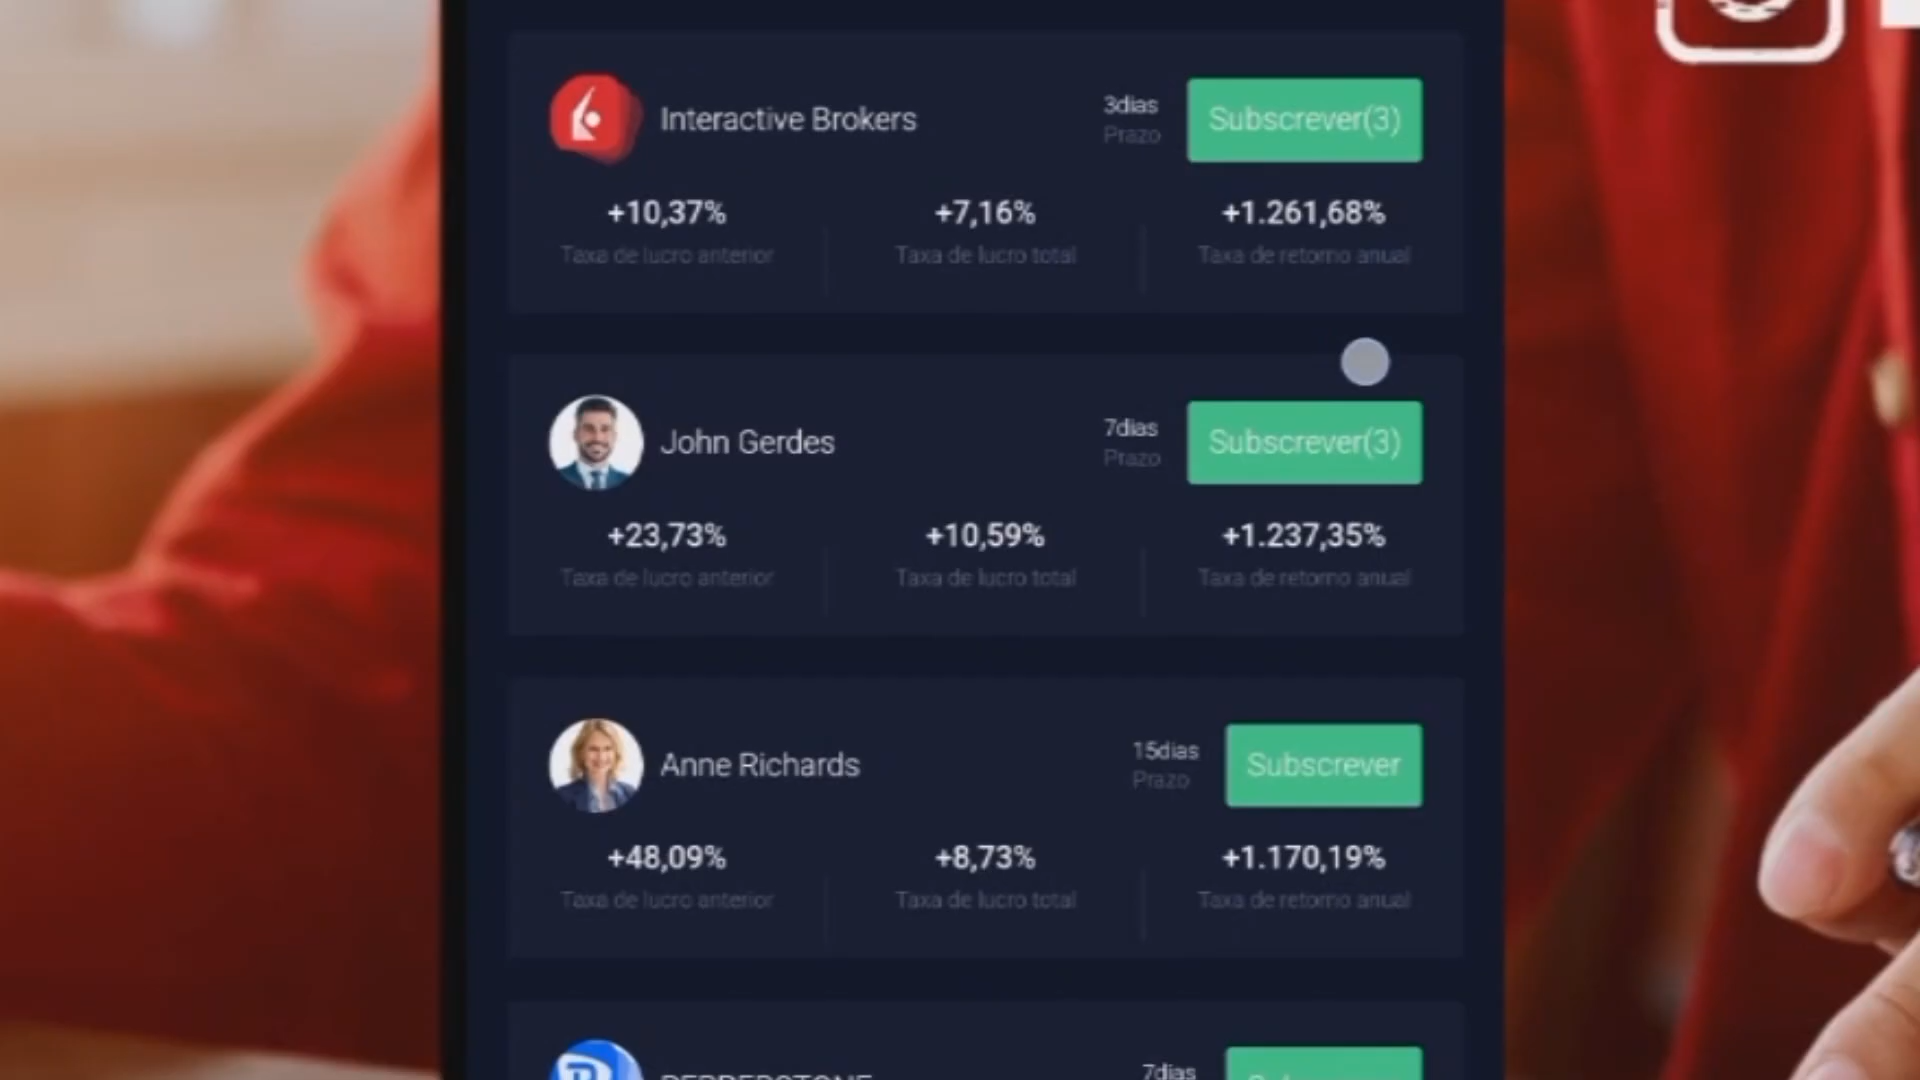 Interactive Brokers
3dias
Prazo
Subscrever(3)
+10,37%
+7,16%
+1.261,68%
Taxa de lucro anterior
Taxa de lucro total
Taxa de retorno anual
John Gerdes
7dias
Prazo
Subscrever(3)
+23,73%
+10,59%
+1.237,35%
Taxa de lucro anterior
Taxa de lucro total
Taxa de retorno anual
Anne Richards
15dias
Prazo
Subscrever
+48,09%
+8,73%
+1.170,19%
Taxa de lucro anterior
Taxa de lucro total
Taxa de retorno anual
PEPPERSTONE
7dias